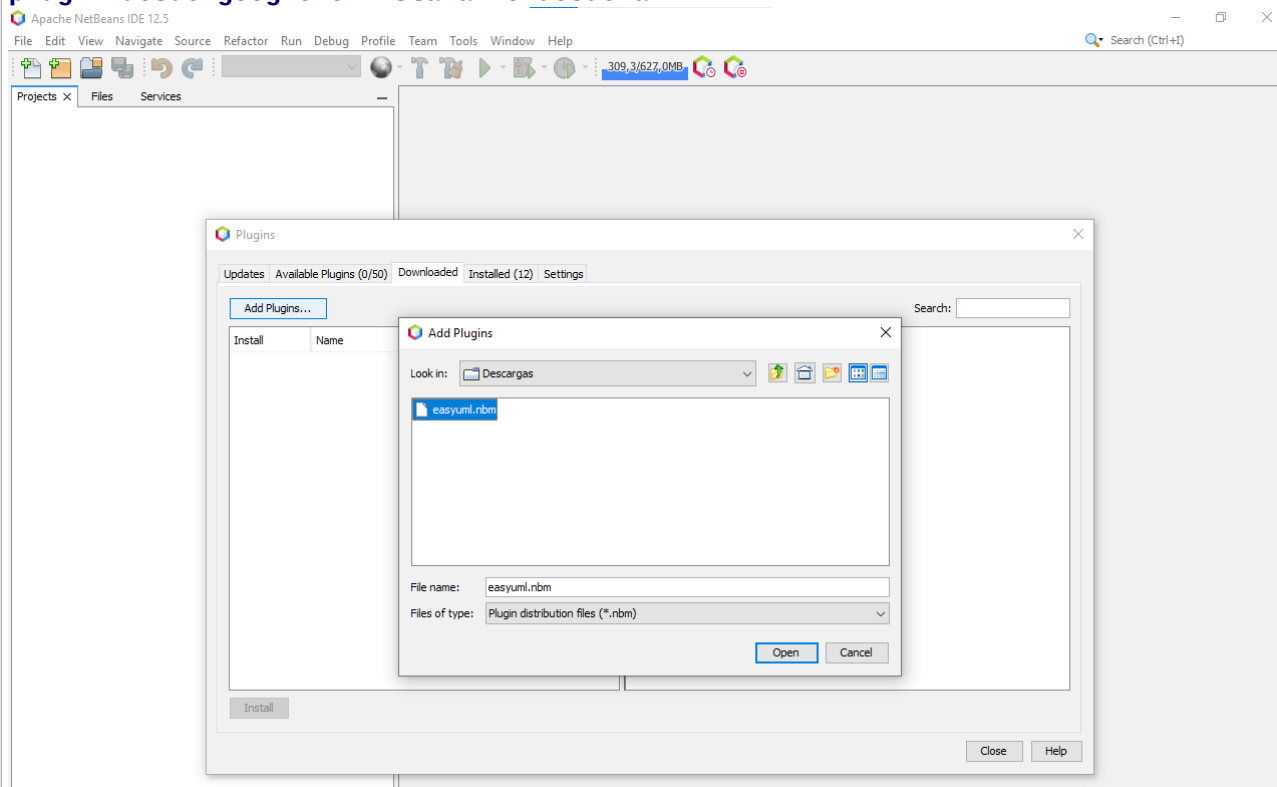 Apache NetBeans IDE 12.5
File Edit View Navigate Source Refactor Run Debug Profile Team Tools Window Help
Search (Ctrl+I)
309,3/627,0MB
Projects Files Services
Plugins
Updates Available Plugins (0/50) Downloaded Installed (12) Settings
Add Plugins...
Search:
Install Name
Add Plugins
Look in: Descargas
easyuml.nbm
File name: easyuml.nbm
Files of type: Plugin distribution files (*.nbm)
Open Cancel
Install
Close Help